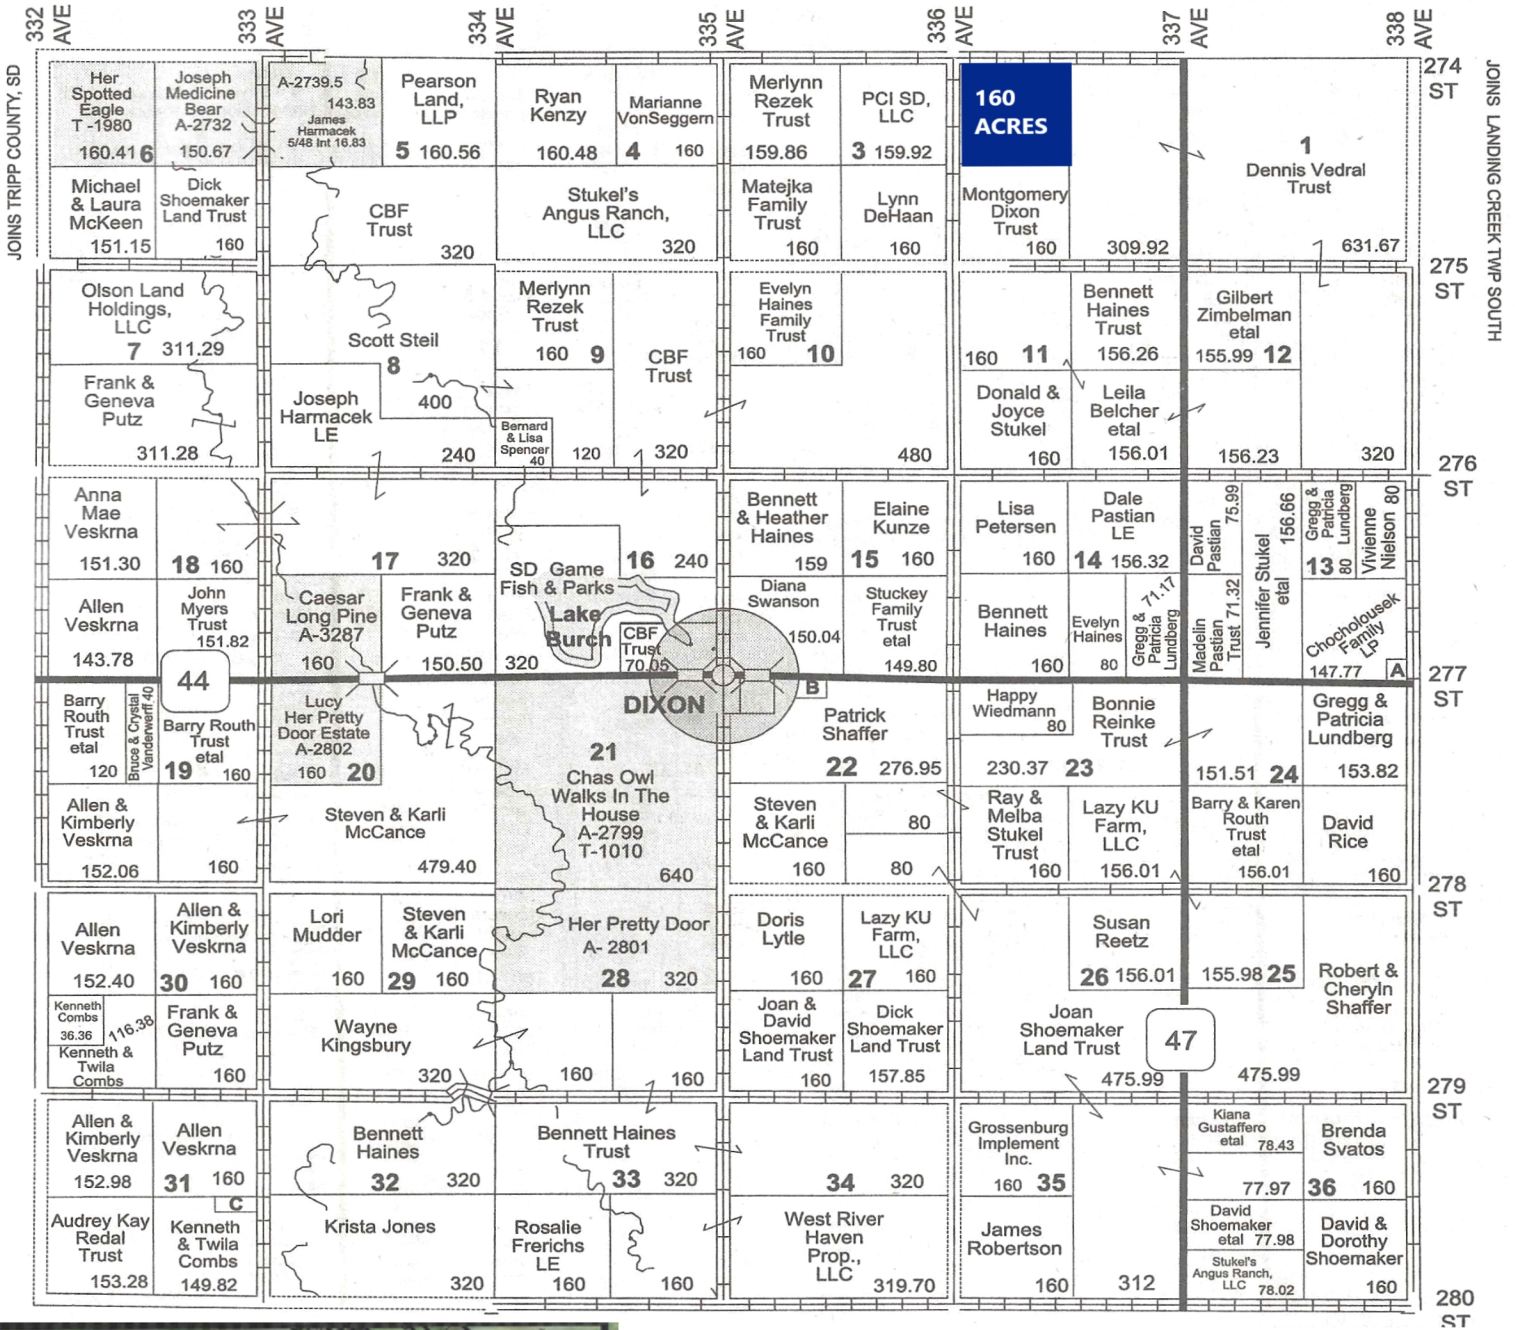 332 AVE
333 AVE
334 AVE
335 AVE
336 AVE
337 AVE
338 AVE
JOINS TRIPP COUNTY, SD
JOINS LANDING CREEK TWP SOUTH
274 ST
Her
Spotted
Eagle
T -1980
160.41 6
Joseph
Medicine
Bear
A-2732
150.67
A-2739.5
143.83
James
Harmacek
5/48 Int 16.83
Pearson
Land,
LLP
5 160.56
Ryan
Kenzy
160.48
Marianne
VonSeggern
4 160
Merlynn
Rezek
Trust
159.86
PCI SD,
LLC
3 159.92
160
ACRES
1
Dennis Vedral
Trust
631.67
Michael
& Laura
McKeen
151.15
Dick
Shoemaker
Land Trust
160
CBF
Trust
320
Stukel's
Angus Ranch,
LLC
320
Matejka
Family
Trust
160
Lynn
DeHaan
160
Montgomery
Dixon
Trust
160
309.92
275 ST
Olson Land
Holdings,
LLC
7 311.29
Scott Steil
8
400
Merlynn
Rezek
Trust
160 9
CBF
Trust
320
Evelyn
Haines
Family
Trust
160 10
480
160 11
Bennett
Haines
Trust
156.26
Gilbert
Zimbelman
etal
155.99 12
Frank &
Geneva
Putz
311.28
Joseph
Harmacek
LE
240
Bernard
& Lisa
Spencer
40
120
Donald &
Joyce
Stukel
160
Leila
Belcher
etal
156.01
156.23
320
276 ST
Anna
Mae
Veskrna
151.30
18 160
17 320
16 240
SD Game
Fish & Parks
Lake
Burch
320
CBF
Trust
70.05
Bennett
& Heather
Haines
159
Elaine
Kunze
15 160
Lisa
Petersen
160
Dale
Pastian
LE
14 156.32
David
Pastian
75.99
Jennifer Stukel
etal
156.66
Gregg &
Patricia
Lundberg
13 80
Vivienne
Nielson 80
Allen
Veskrna
143.78
John
Myers
Trust
151.82
Caesar
Long Pine
A-3287
160
Frank &
Geneva
Putz
150.50
Diana
Swanson
150.04
Stuckey
Family
Trust
etal
149.80
Bennett
Haines
160
Evelyn
Haines
80
Gregg &
Patricia
Lundberg
71.17
Madelin
Pastian
Trust 71.32
Chocholousek
Family
LP
147.77
A
44
277 ST
DIXON
Barry
Routh
Trust
etal
120
Bruce & Crystal
Vanderwerff 40
Barry Routh
Trust
etal
19 160
Lucy
Her Pretty
Door Estate
A-2802
160 20
21
Chas Owl
Walks In The
House
A-2799
T-1010
640
B
Patrick
Shaffer
22 276.95
Happy
Wiedmann
80
Bonnie
Reinke
Trust
230.37 23
151.51 24
Gregg &
Patricia
Lundberg
153.82
Allen &
Kimberly
Veskrna
152.06
160
Steven & Karli
McCance
479.40
Steven
& Karli
McCance
160
80
80
Ray &
Melba
Stukel
Trust
160
Lazy KU
Farm,
LLC
156.01
Barry & Karen
Routh
Trust
etal
156.01
David
Rice
160
278 ST
Allen
Veskrna
152.40
Allen &
Kimberly
Veskrna
30 160
Lori
Mudder
160
Steven
& Karli
McCance
29 160
Her Pretty Door
A- 2801
28 320
Doris
Lytle
160
Lazy KU
Farm,
LLC
27 160
Susan
Reetz
26 156.01
155.98 25
Robert &
Cheryln
Shaffer
475.99
Kenneth
Combs
36.36
116.38
Kenneth &
Twila
Combs
Frank &
Geneva
Putz
160
Wayne
Kingsbury
320
160
160
Joan &
David
Shoemaker
Land Trust
160
Dick
Shoemaker
Land Trust
157.85
Joan
Shoemaker
Land Trust
475.99
47
279 ST
Allen &
Kimberly
Veskrna
152.98
Allen
Veskrna
31 160
C
Bennett
Haines
32 320
Bennett Haines
Trust
33 320
34 320
Grossenburg
Implement
Inc.
160 35
Kiana
Gustaffero
etal 78.43
77.97
Brenda
Svatos
36 160
Audrey Kay
Redal
Trust
153.28
Kenneth
& Twila
Combs
149.82
Krista Jones
320
Rosalie
Frerichs
LE
160
160
West River
Haven
Prop.,
LLC
319.70
James
Robertson
160
312
David
Shoemaker
etal 77.98
Stukel's
Angus Ranch,
LLC 78.02
David &
Dorothy
Shoemaker
160
280 ST